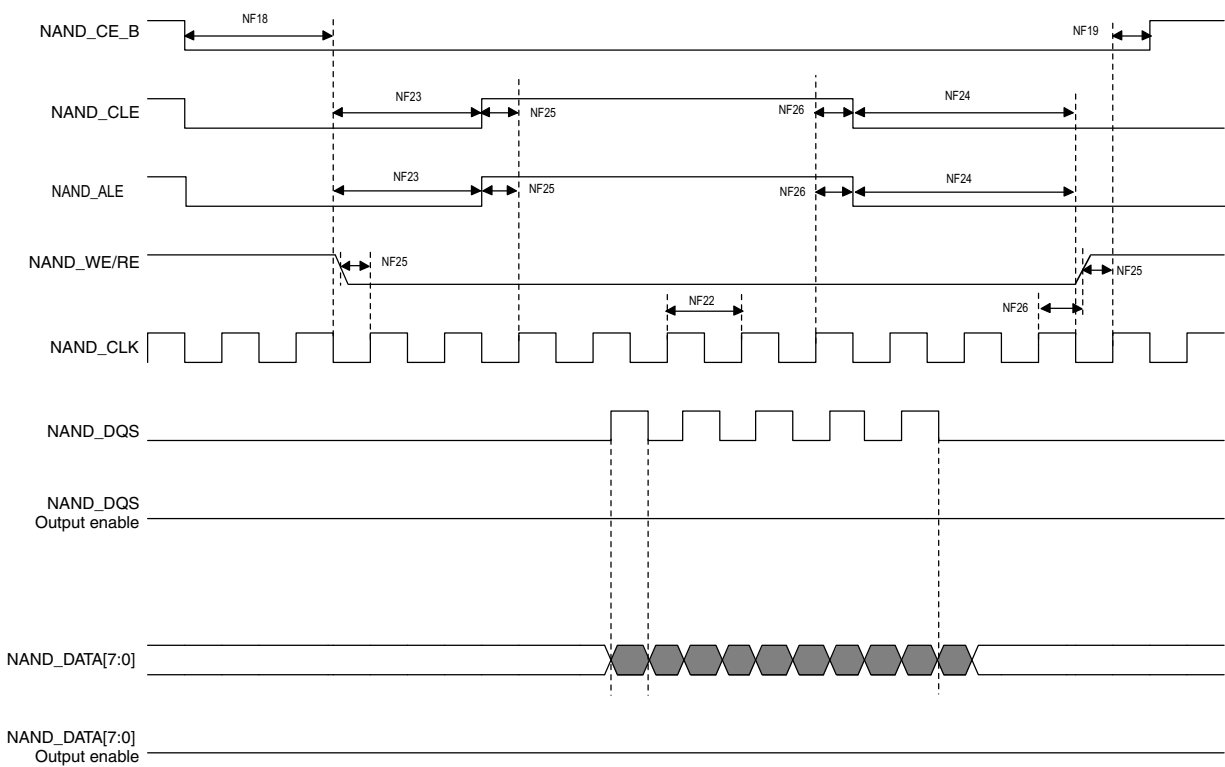 NF18
NAND_CE_B
NF19
NF23
NF24
NAND_CLE
NF25
NF26
NF23
NF24
NAND_ALE
NF25
NF26
NAND_WE/RE
NF25
NF25
NF22
NF26
NAND_CLK
NAND_DQS
NAND_DQS
Output enable
NAND_DATA[7:0]
NAND_DATA[7:0]
Output enable